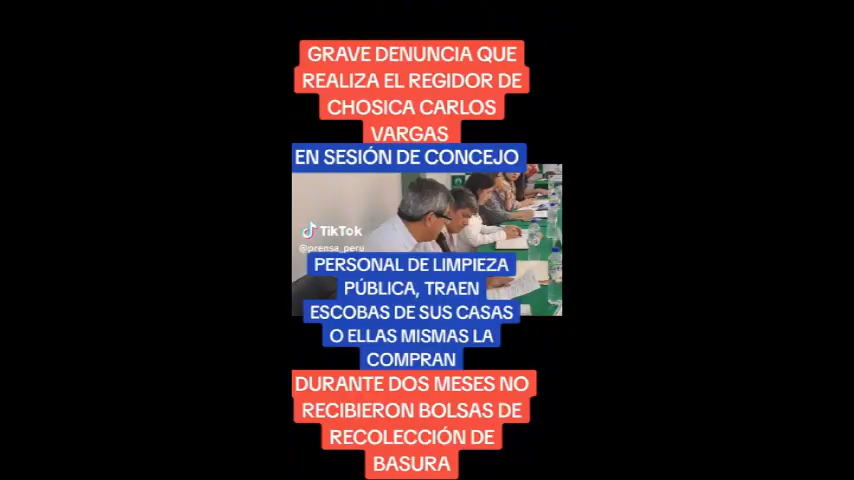 GRAVE DENUNCIA QUE
REALIZA EL REGIDOR DE
CHOSICA CARLOS
VARGAS
EN SESIÓN DE CONCEJO
TikTok
@prensa_peru
PERSONAL DE LIMPIEZA
PÚBLICA, TRAEN
ESCOBAS DE SUS CASAS
O ELLAS MISMAS LA
COMPRAN
DURANTE DOS MESES NO
RECIBIERON BOLSAS DE
RECOLECCIÓN DE
BASURA